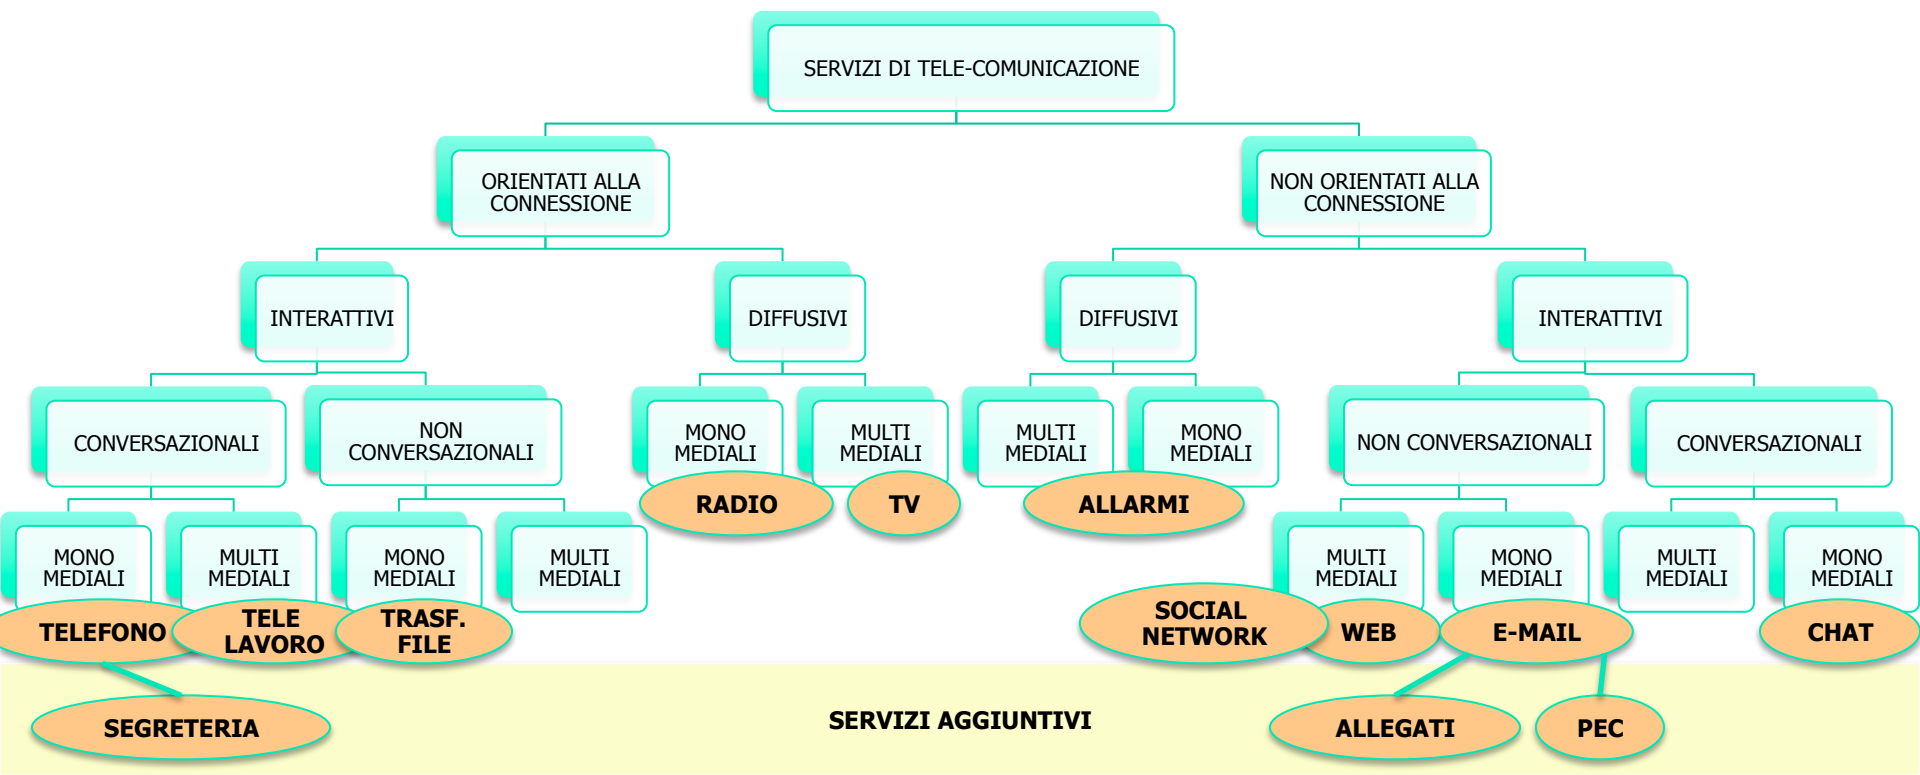 SERVIZI DI TELE-COMUNICAZIONE
ORIENTATI ALLA
CONNESSIONE
NON ORIENTATI ALLA
CONNESSIONE
INTERATTIVI
DIFFUSIVI
DIFFUSIVI
INTERATTIVI
CONVERSAZIONALI
NON
CONVERSAZIONALI
MONO
MEDIALI
MULTI
MEDIALI
MULTI
MEDIALI
MONO
MEDIALI
NON CONVERSAZIONALI
CONVERSAZIONALI
RADIO
TV
ALLARMI
MONO
MEDIALI
MULTI
MEDIALI
MONO
MEDIALI
MULTI
MEDIALI
MULTI
MEDIALI
MONO
MEDIALI
MULTI
MEDIALI
MONO
MEDIALI
TELEFONO
TELE
LAVORO
TRASF.
FILE
SOCIAL
NETWORK
WEB
E-MAIL
CHAT
SEGRETERIA
SERVIZI AGGIUNTIVI
ALLEGATI
PEC